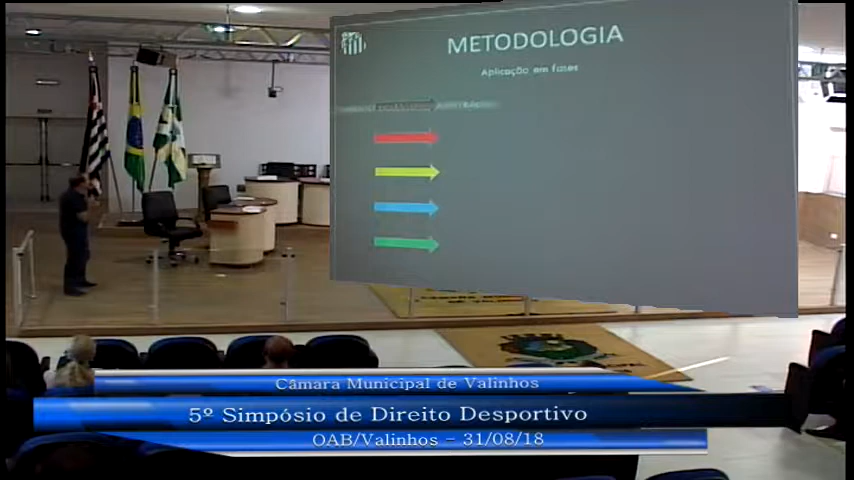 METODOLOGIA
Aplicação em fases
Câmara Municipal de Valinhos
5º Simpósio de Direito Desportivo
OAB/Valinhos - 31/08/18